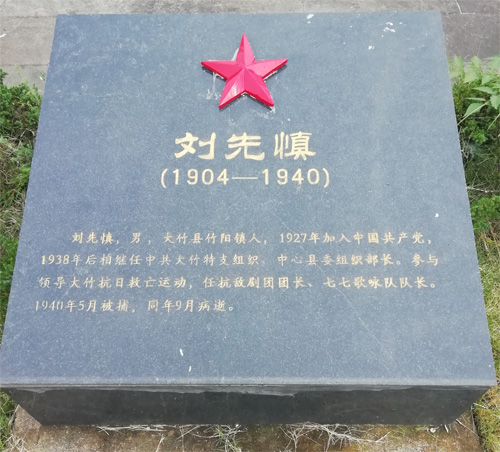 刘先慎
(1904—1940)
刘先慎，男，大竹县竹阳镇人，1927年加入中国共产党，
1938年后相继任中共大竹特支组织、中心县委组织部长。参与
领导大竹抗日救亡运动，任抗敌剧团团长、七七歌咏队队长。
1940年5月被捕，同年9月病逝。